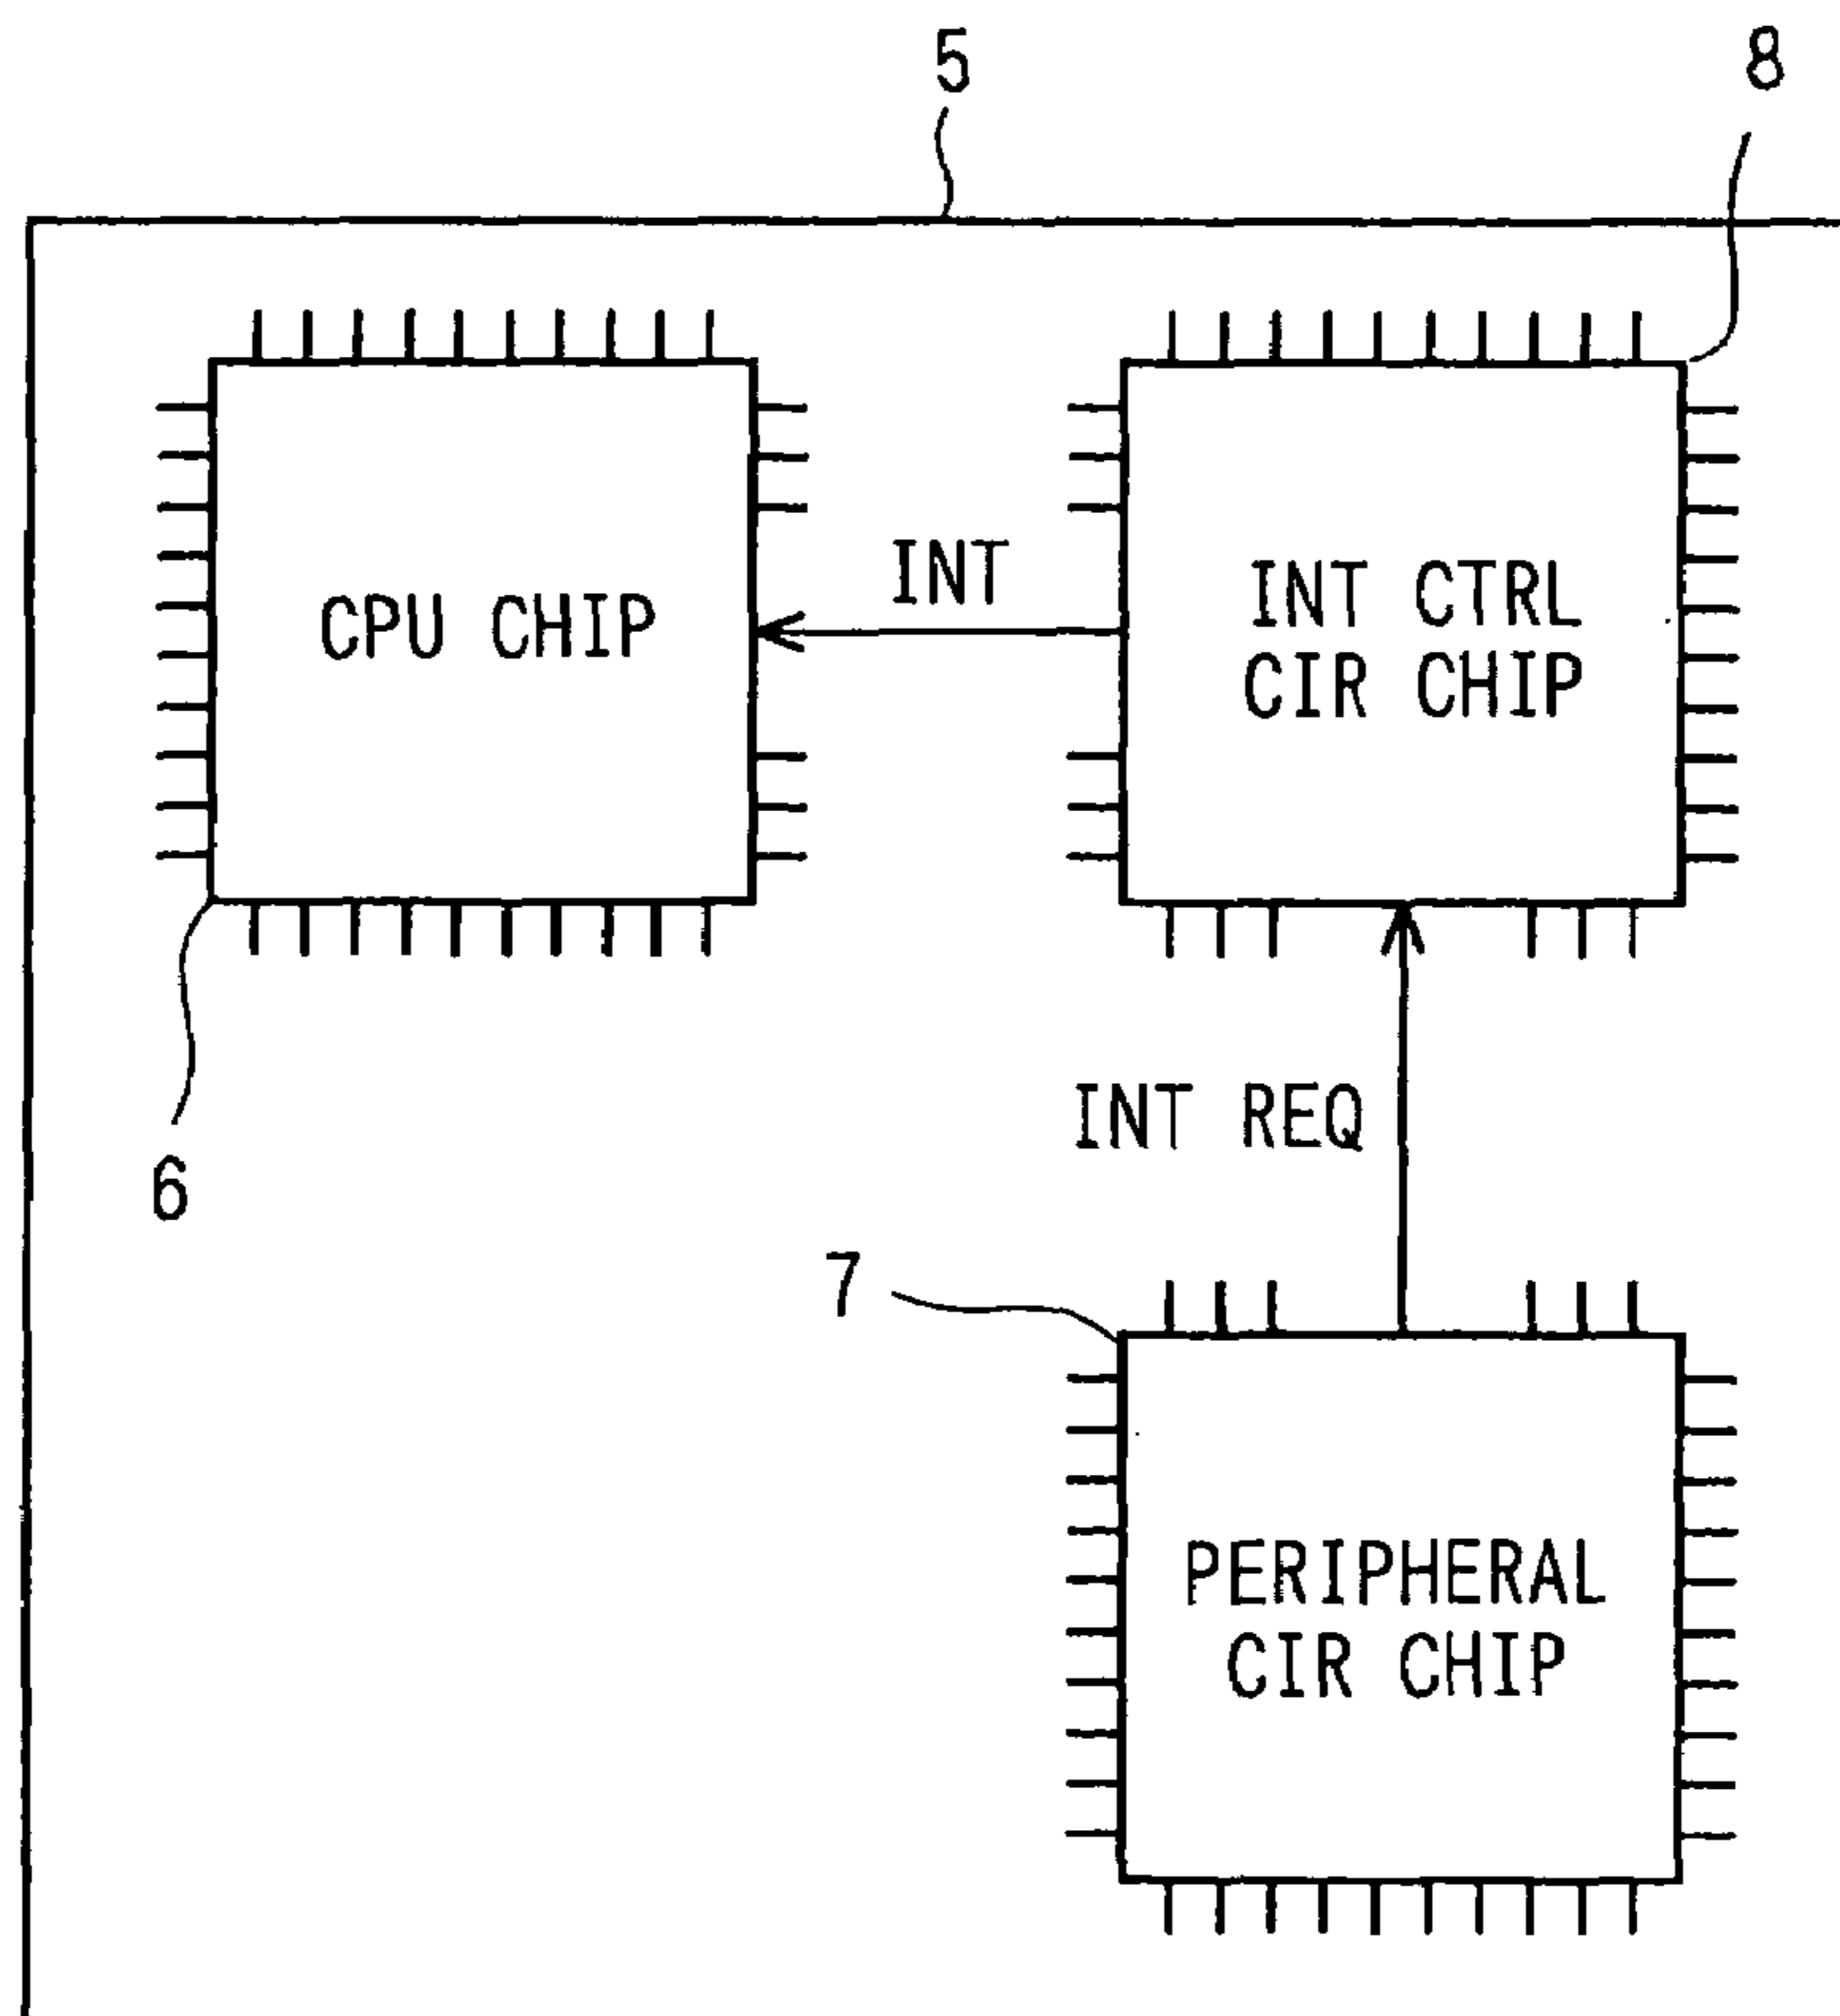 5
8
INT
CPU CHIP
INT CTRL
CIR CHIP
INT REQ
6
7
PERIPHERAL
CIR CHIP